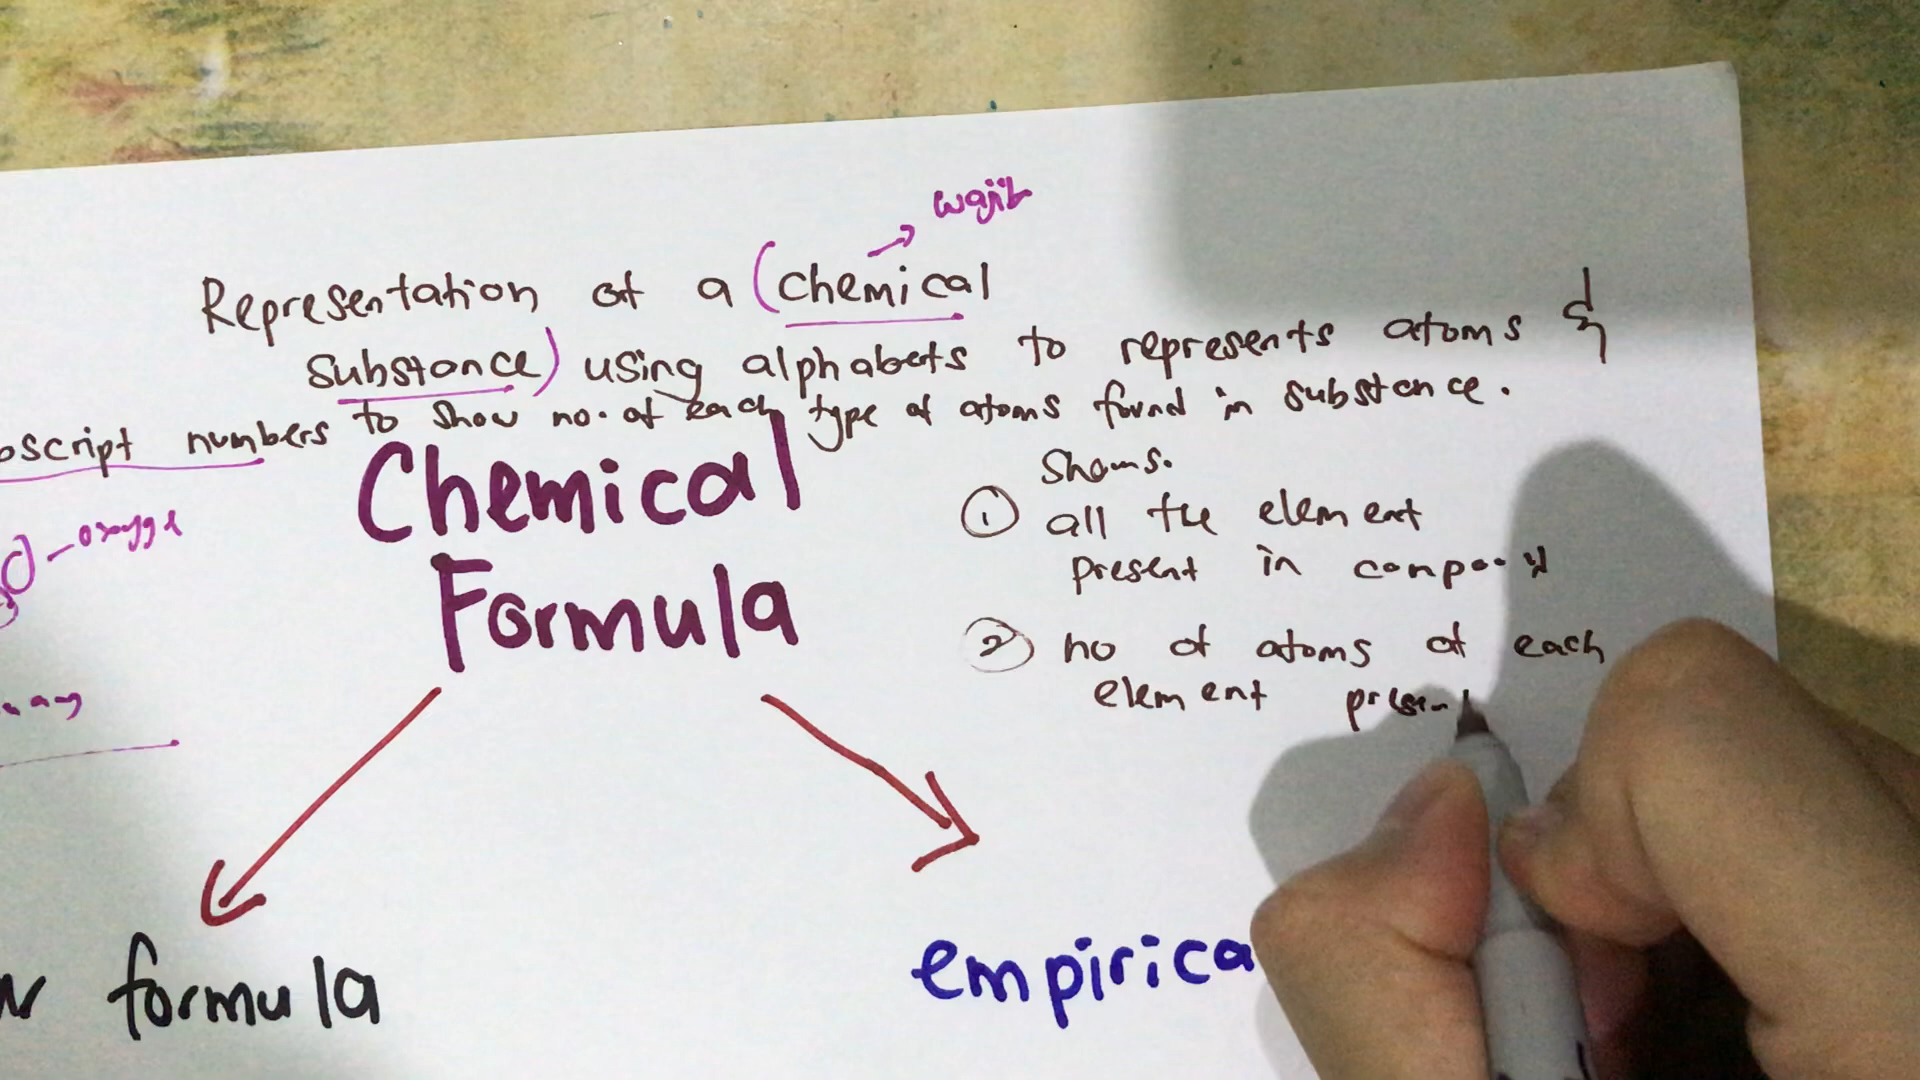 wajib
Representation of a (chemical
substance) using alphabets to represents atoms &
bscript numbers to show no. of each type of atoms found in substance.
Chemical
Formula
Shows.
① all the element
present in
② no of atoms of each
element present
formula
empirica